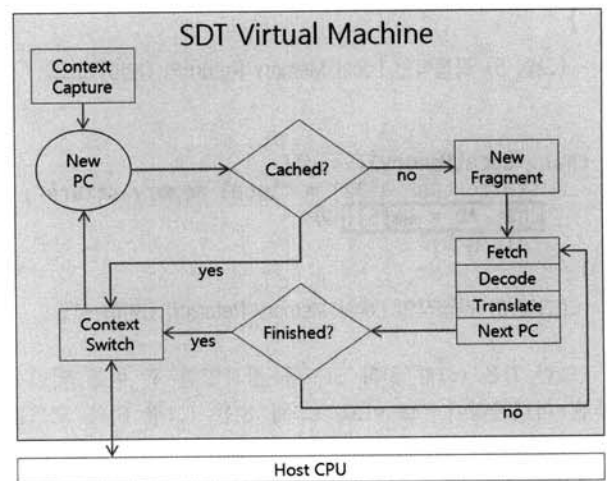 SDT Virtual Machine
Context
Capture
New
PC
Cached?
no
New
Fragment
yes
Fetch
Decode
Translate
Next PC
Context
Switch
yes
Finished?
no
Host CPU